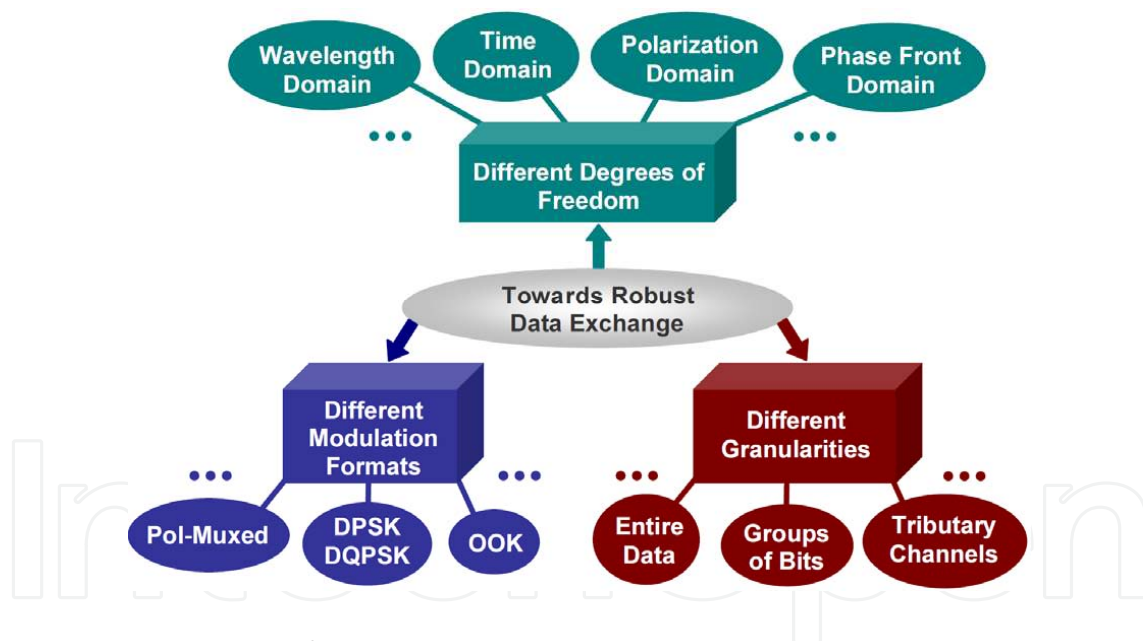 Wavelength
Domain
Time
Domain
Polarization
Domain
Phase Front
Domain
Different Degrees of
Freedom
Towards Robust
Data Exchange
Different
Modulation
Formats
Different
Granularities
Pol-Muxed
DPSK
DQPSK
OOK
Entire
Data
Groups
of Bits
Tributary
Channels
IntechOpen